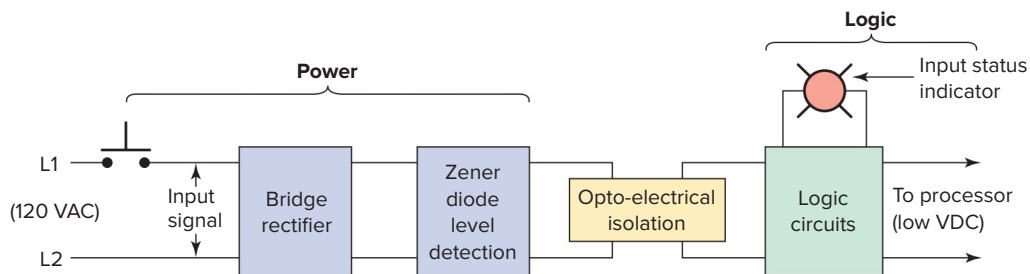 Logic
Power
Input status
indicator
L1
(120 VAC)
L2
Input
signal
Bridge
rectifier
Zener
diode
level
detection
Opto-electrical
isolation
Logic
circuits
To processor
(low VDC)